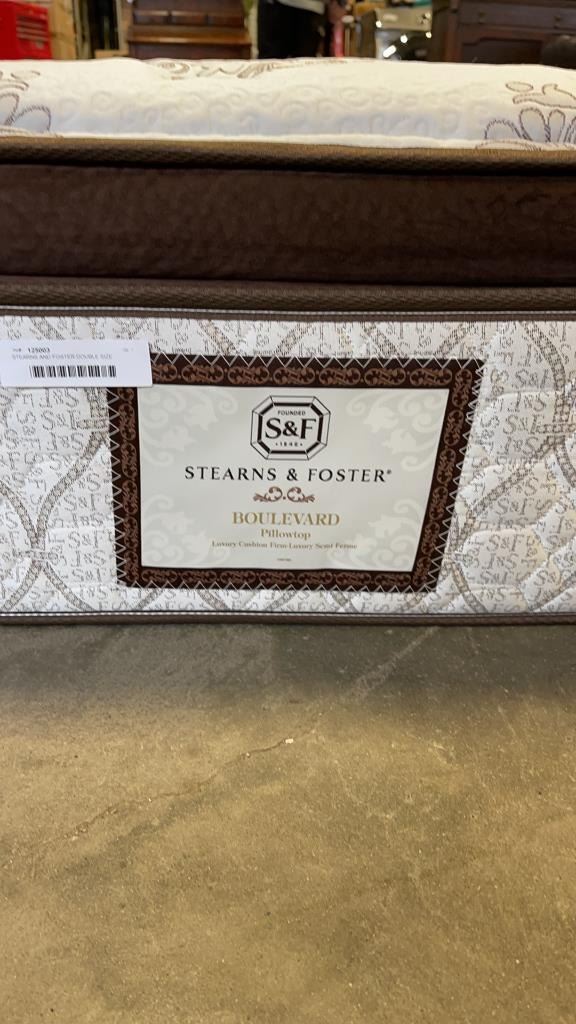 125003
STEARNS AND FOSTER DOUBLE SIZE
FOUNDED
S&F
•1846•
STEARNS & FOSTER®
BOULEVARD
Pillowtop
Luxury Cushion Firm-Luxury Semi Ferme